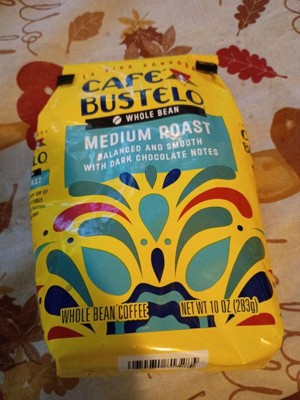 CAFÉ
BUSTELO
WHOLE BEAN
MEDIUM ROAST
BALANCED AND SMOOTH
WITH DARK CHOCOLATE NOTES
WHOLE BEAN COFFEE
NET WT 10 OZ (283g)